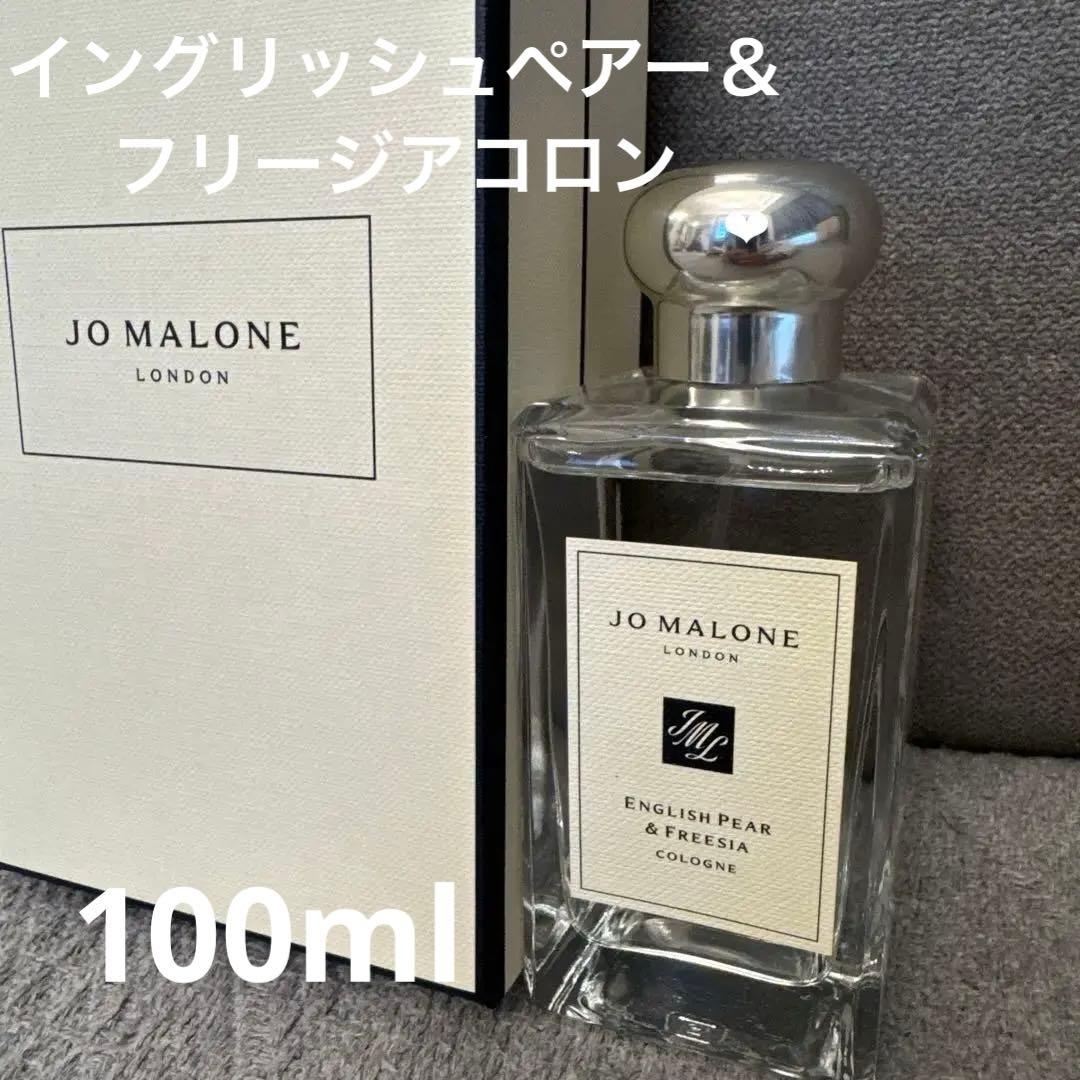 イングリッシュペアー&
フリージアコロン
JO MALONE
LONDON
JO MALONE
LONDON
JML
ENGLISH PEAR
& FREESIA
COLOGNE
100ml